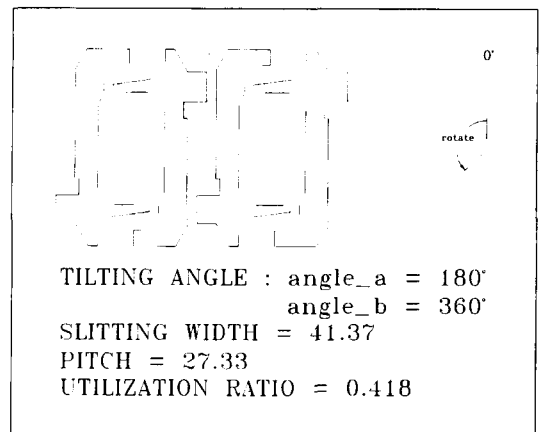 0°
rotate
TILTING ANGLE : angle_a = 180°
angle_b = 360°
SLITTING WIDTH = 41.37
PITCH = 27.33
UTILIZATION RATIO = 0.418